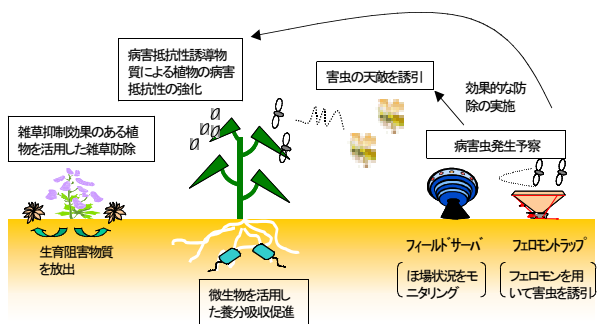 病害抵抗性誘導物
質による植物の病害
抵抗性の強化
害虫の天敵を誘引
効果的な防
除の実施
雑草抑制効果のある植
物を活用した雑草防除
病害虫発生予察
生育阻害物質
を放出
微生物を活用し
た養分吸収促進
フィールドサーバ
ほ場状況をモ
ニタリング
フェロモントラップ
フェロモンを用
いて害虫を誘引